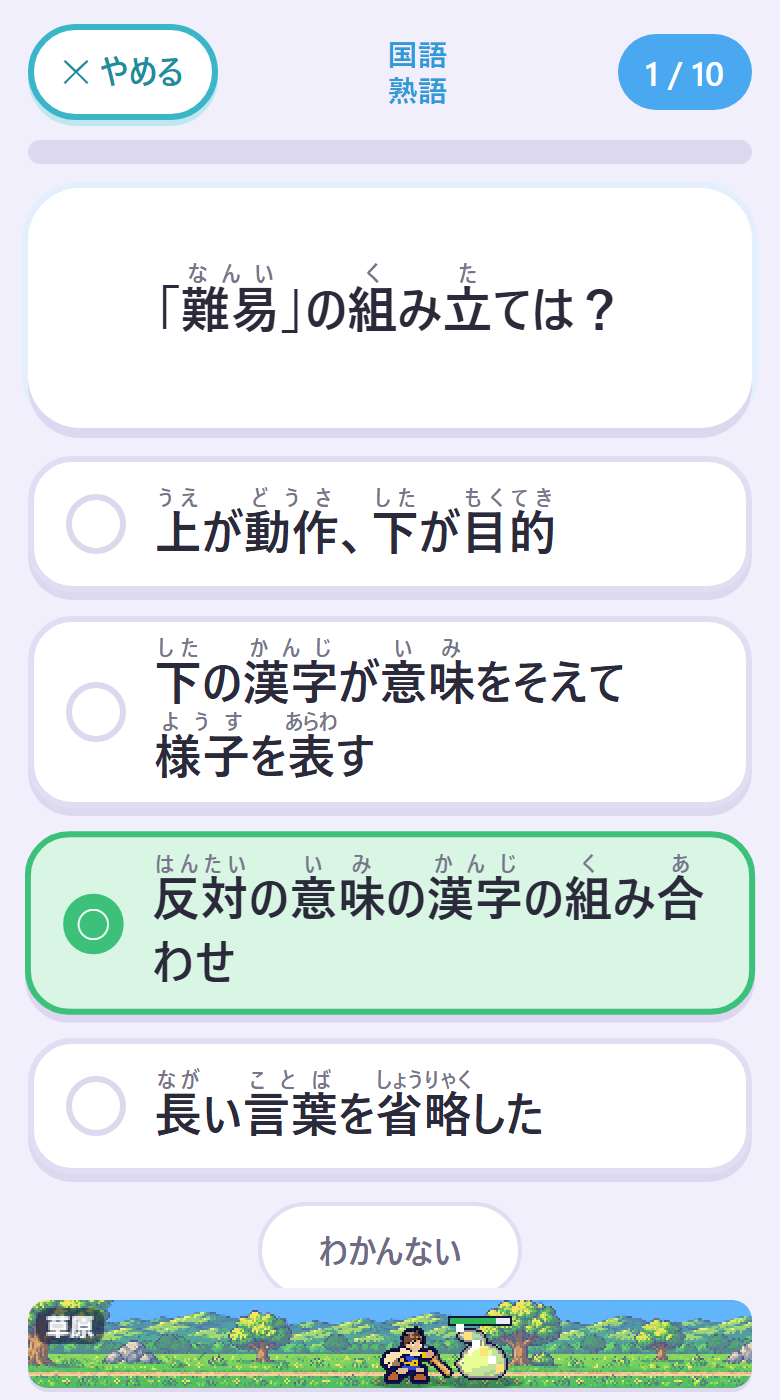 × やめる
国語
熟語
1 / 10
なんい く た
「難易」の組み立ては？
うえ どうさ した もくてき
上が動作、下が目的
した かんじ いみ
下の漢字が意味をそえて
ようす あらわ
様子を表す
はんたい いみ かんじ く あ
反対の意味の漢字の組み合
わせ
なが ことば しょうりゃく
長い言葉を省略した
わかんない
草原